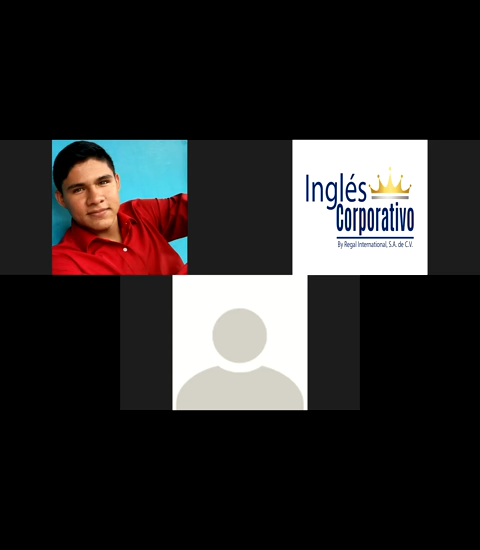 Inglés
Corporativo
By Regal International, S.A. de C.V.